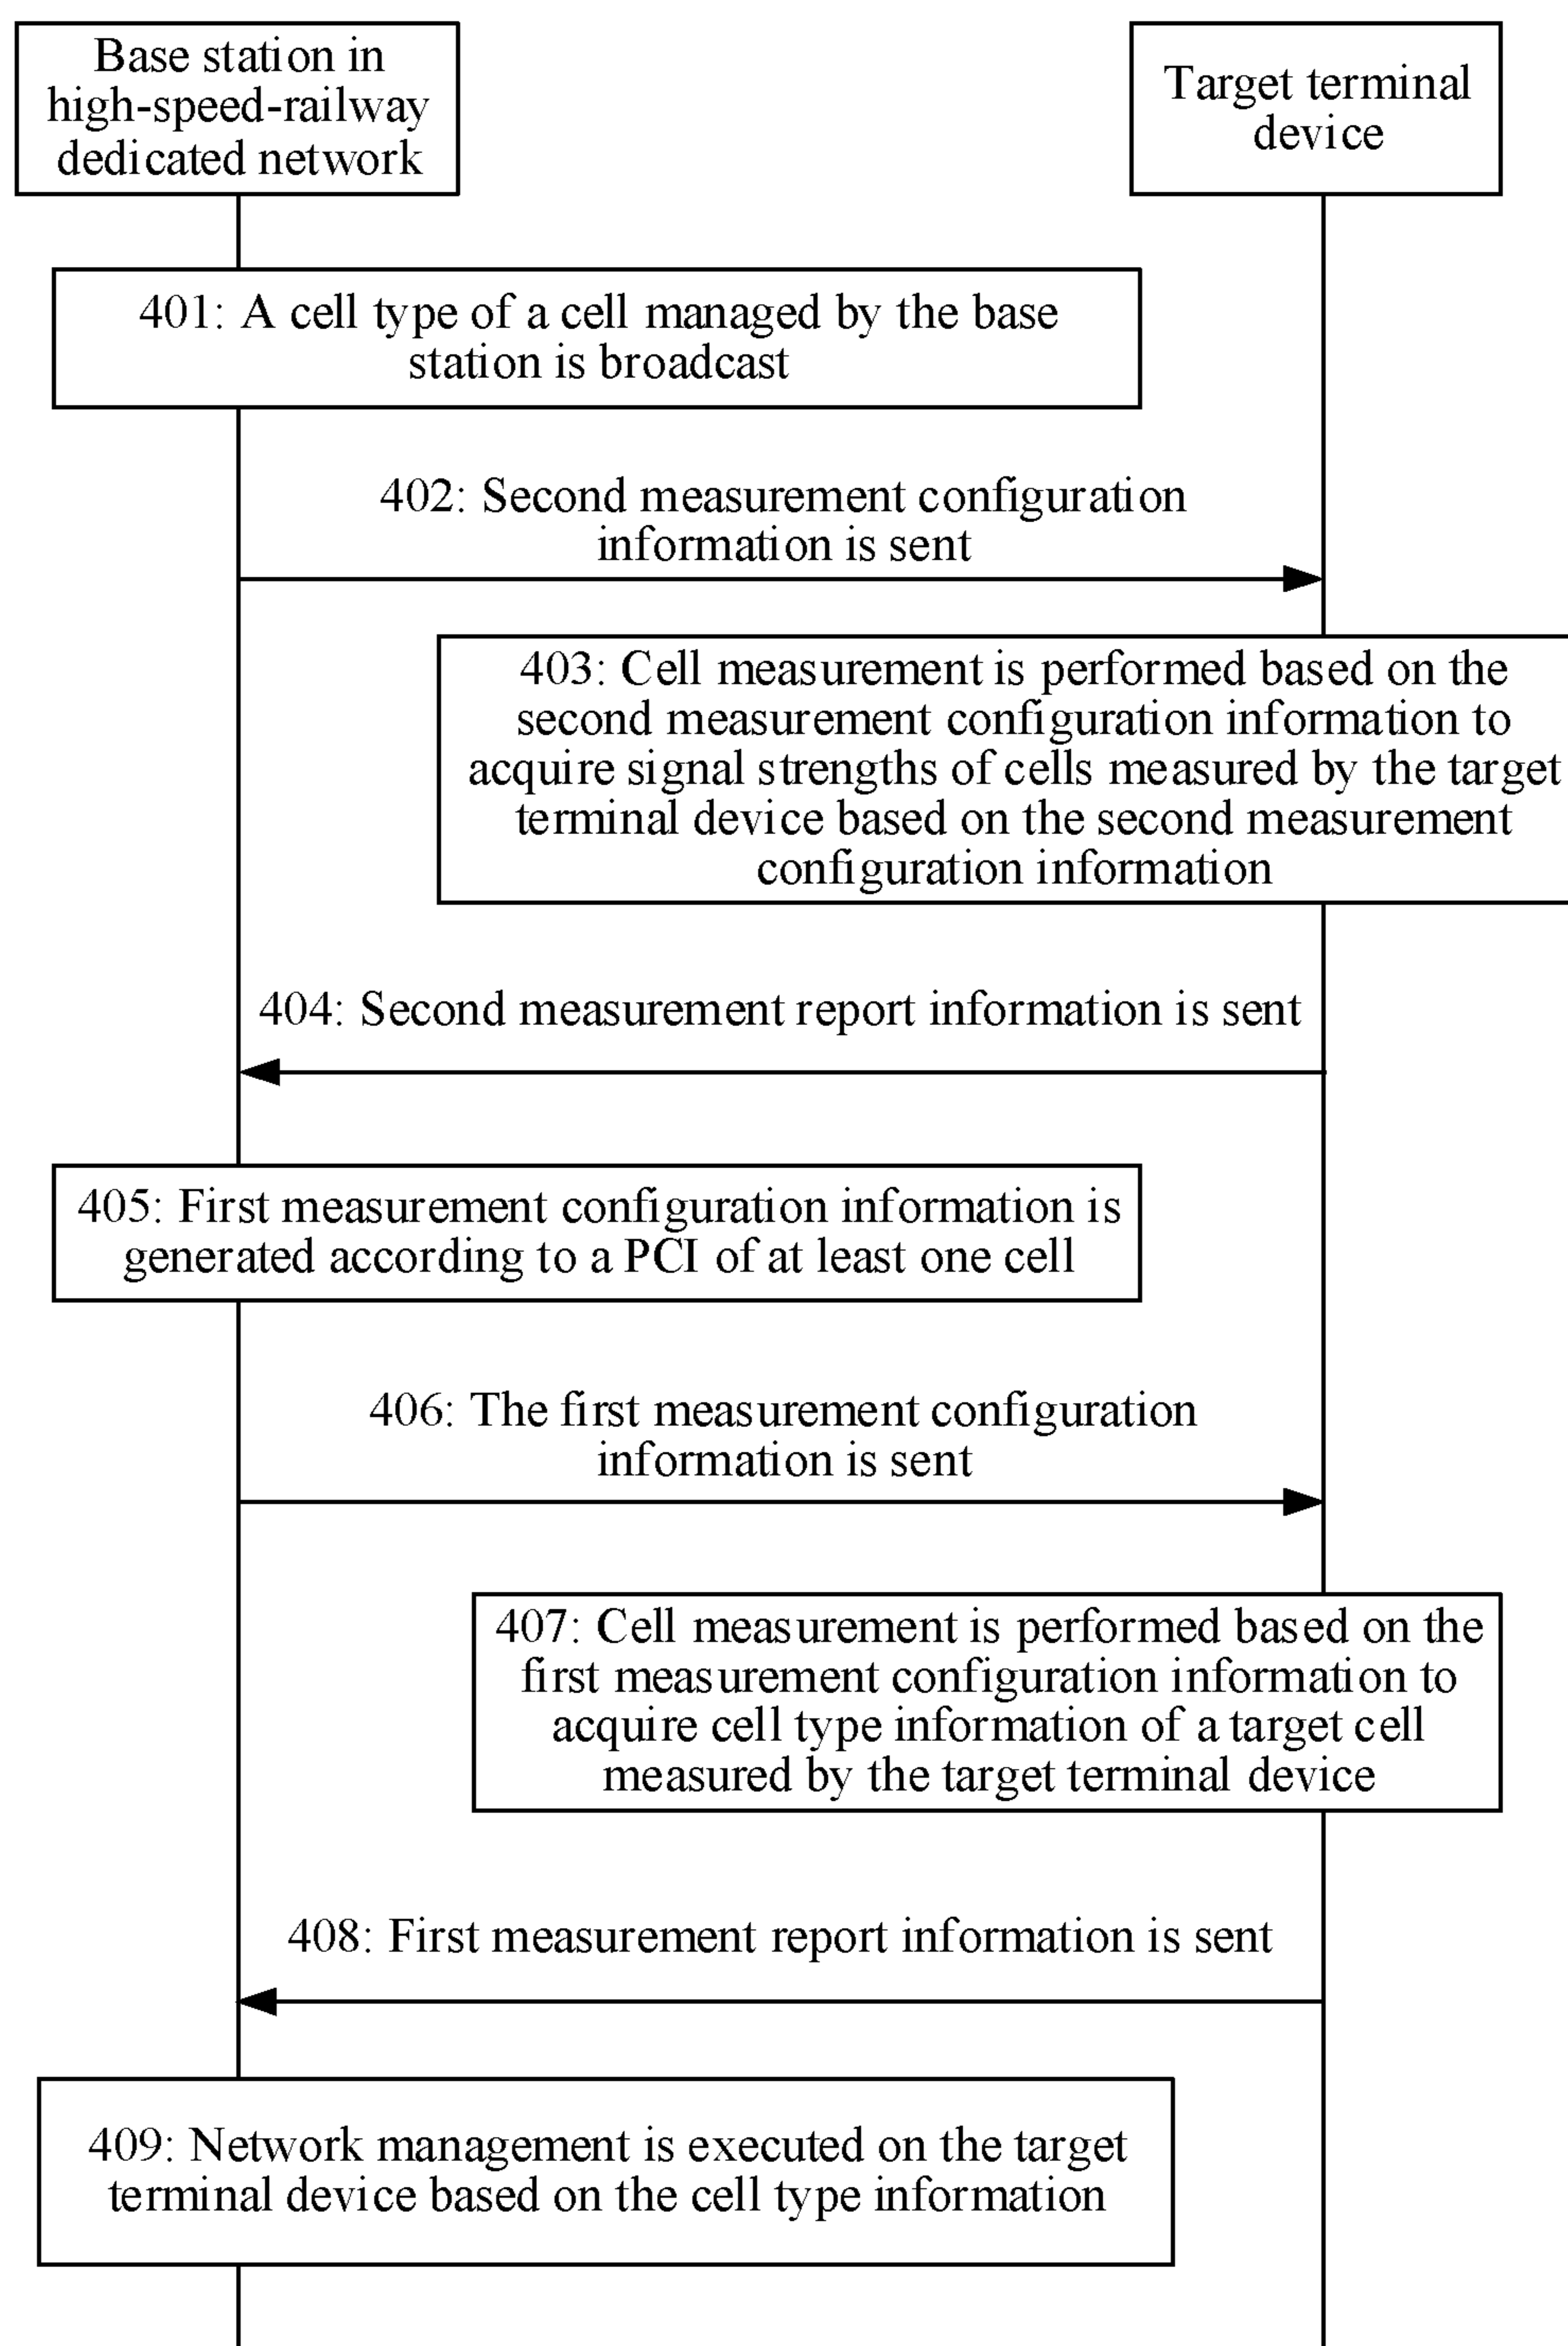 Base station in
high-speed-railway
dedicated network
Target terminal
device
401: A cell type of a cell managed by the base
station is broadcast
402: Second measurement configuration
information is sent
403: Cell measurement is performed based on the
second measurement configuration information to
acquire signal strengths of cells measured by the target
terminal device based on the second measurement
configuration information
404: Second measurement report information is sent
405: First measurement configuration information is
generated according to a PCI of at least one cell
406: The first measurement configuration
information is sent
407: Cell measurement is performed based on the
first measurement configuration information to
acquire cell type information of a target cell
measured by the target terminal device
408: First measurement report information is sent
409: Network management is executed on the target
terminal device based on the cell type information